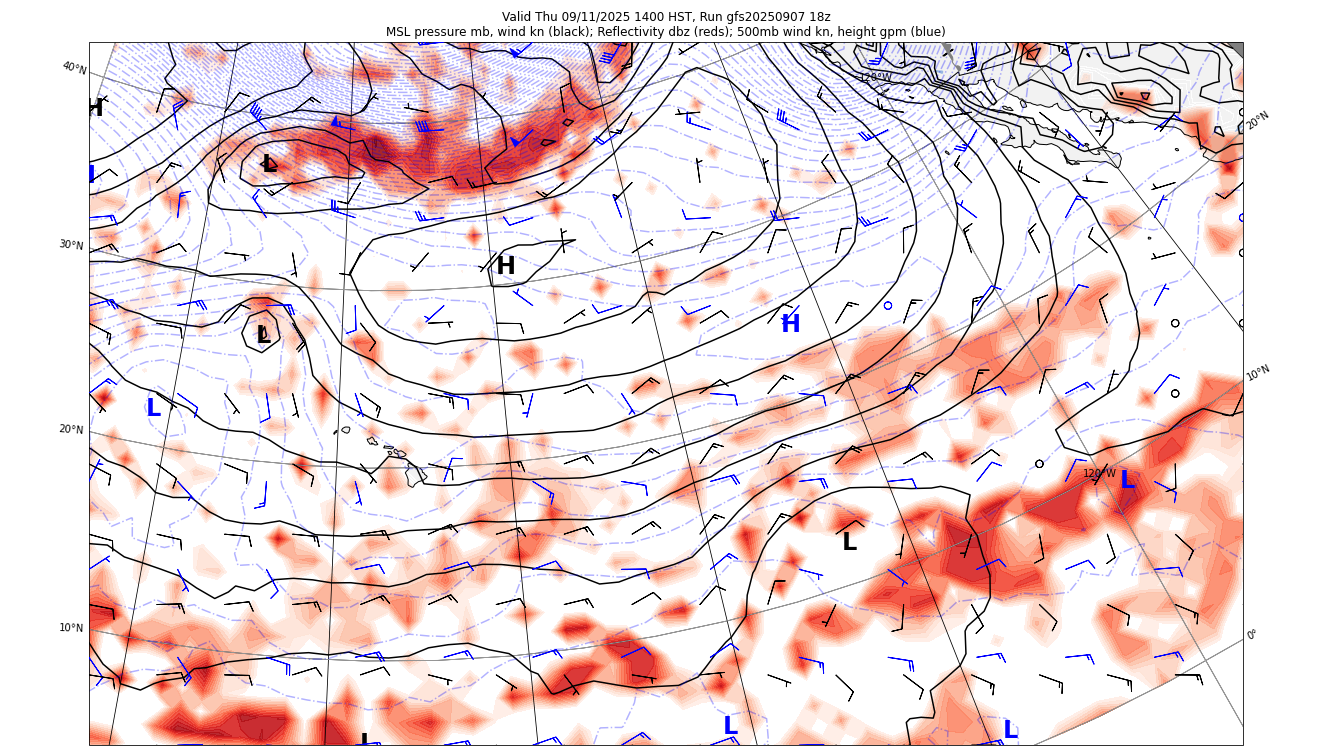 Valid Thu 09/11/2025 1400 HST, Run gfs20250907 18z
MSL pressure mb, wind kn (black); Reflectivity dbz (reds); 500mb wind kn, height gpm (blue)
40°N
120°W
H
20°N
L
30°N
H
L
H
10°N
L
20°N
120°W
L
L
10°N
0°
L
L
L